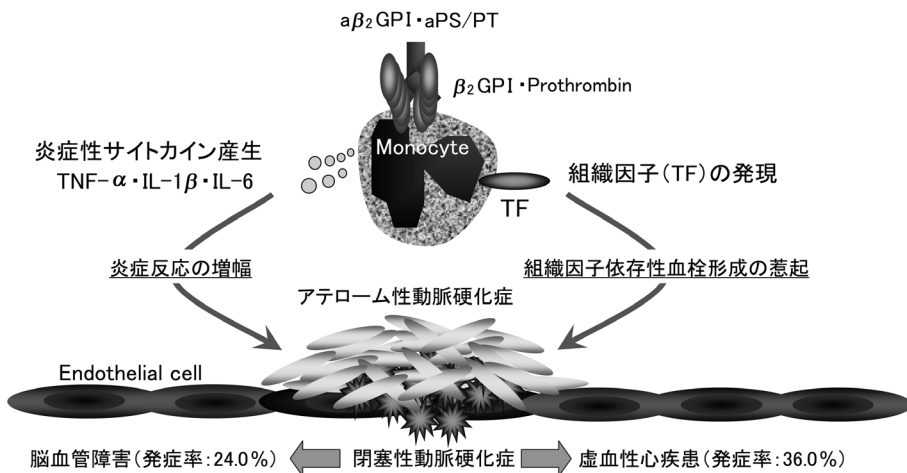 aβ₂GPI・aPS/PT
β₂GPI・Prothrombin
Monocyte
炎症性サイトカイン産生
TNF-α・IL-1β・IL-6
組織因子(TF)の発現
TF
炎症反応の増幅
組織因子依存性血栓形成の惹起
アテローム性動脈硬化症
Endothelial cell
脳血管障害(発症率:24.0%)
閉塞性動脈硬化症
虚血性心疾患(発症率:36.0%)